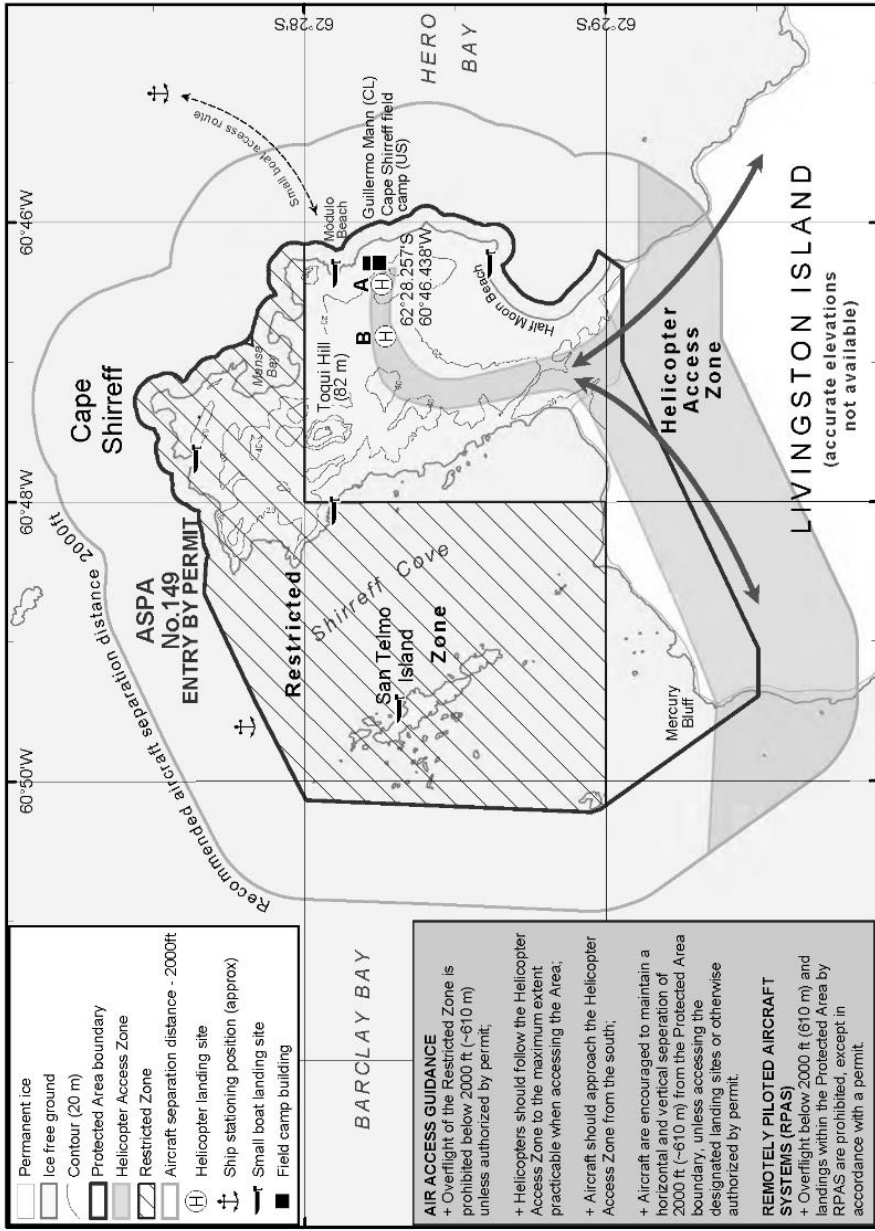 Permanent ice
Ice free ground
Contour (20 m)
Protected Area boundary
Helicopter Access Zone
Restricted Zone
Aircraft separation distance - 2000ft
Helicopter landing site
Ship stationing position (approx)
Small boat landing site
Field camp building
AIR ACCESS GUIDANCE
+ Overflight of the Restricted Zone is
prohibited below 2000 ft (~610 m)
unless authorized by permit;
+ Helicopters should follow the Helicopter
Access Zone to the maximum extent
practicable when accessing the Area;
+ Aircraft should approach the Helicopter
Access Zone from the south;
+ Aircraft are encouraged to maintain a
horizontal and vertical seperation of
2000 ft (~610 m) from the Protected Area
boundary, unless accessing the
designated landing sites or otherwise
authorized by permit.
REMOTELY PILOTED AIRCRAFT
SYSTEMS (RPAS)
+ Overflight below 2000 ft (610 m) and
landings within the Protected Area by
RPAS are prohibited, except in
accordance with a permit.
60°50'W
60°48'W
60°46'W
62°28'S
62°29'S
BARCLAY BAY
Recommended aircraft separation distance 2000ft
ASPA
No.149
ENTRY BY PERMIT
Cape
Shirreff
Restricted
Zone
Shirreff Cove
San Telmo
Island
Mercury
Bluff
Mansa
Bay
Toqui Hill
(82 m)
Small boat access route
Módulo
Beach
Guillermo Mann (CL)
Cape Shirreff field
camp (US)
A
H
B
H
62°28.257'S
60°46.438'W
Half Moon Beach
HERO
BAY
Helicopter
Access
Zone
LIVINGSTON ISLAND
(accurate elevations
not available)